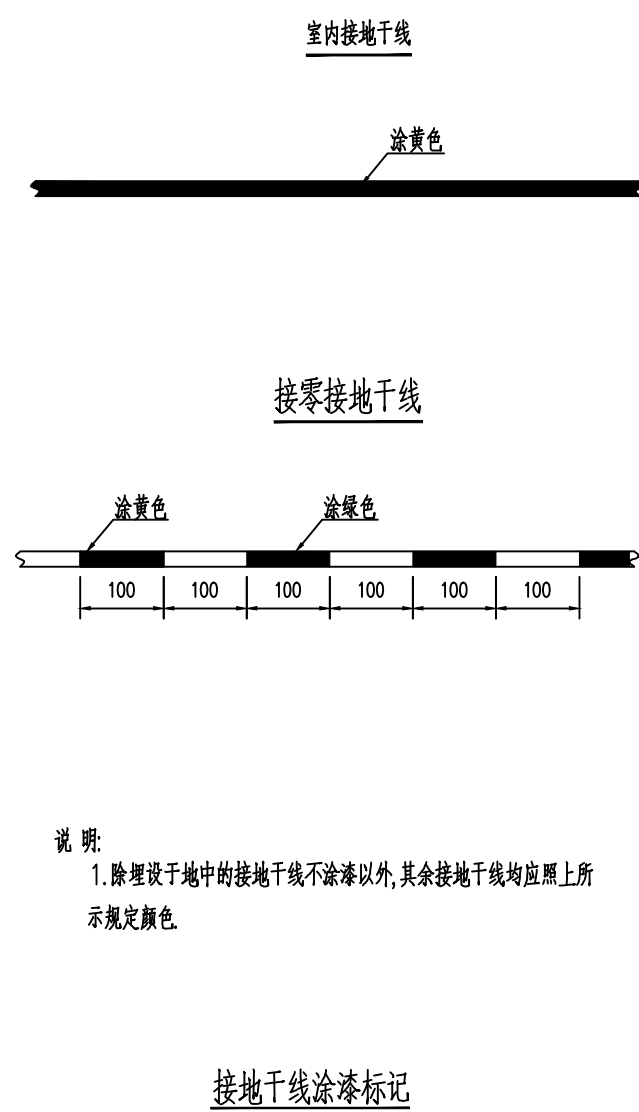 室内接地干线
涂黄色
接零接地干线
涂黄色 涂绿色
100 100 100 100 100 100
说 明:
1.除埋设于地中的接地干线不涂漆以外,其余接地干线均应照上所
示规定颜色.
接地干线涂漆标记